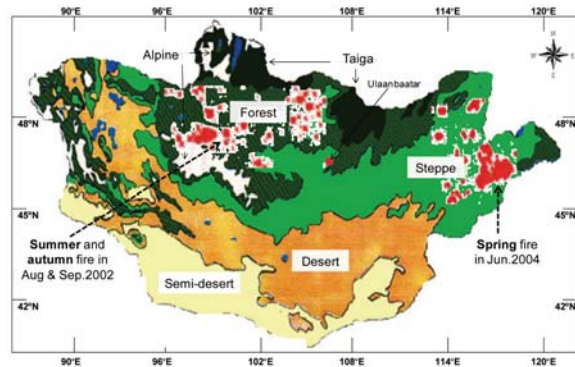 90°E 96°E 102°E 108°E 114°E 120°E
Alpine
Taiga
Ulaanbaatar
Forest
48°N
48°N
Steppe
45°N
45°N
Summer and
autumn fire in
Aug & Sep.2002
Spring fire
in Jun.2004
Desert
Semi-desert
42°N
42°N
90°E 96°E 102°E 108°E 114°E 120°E